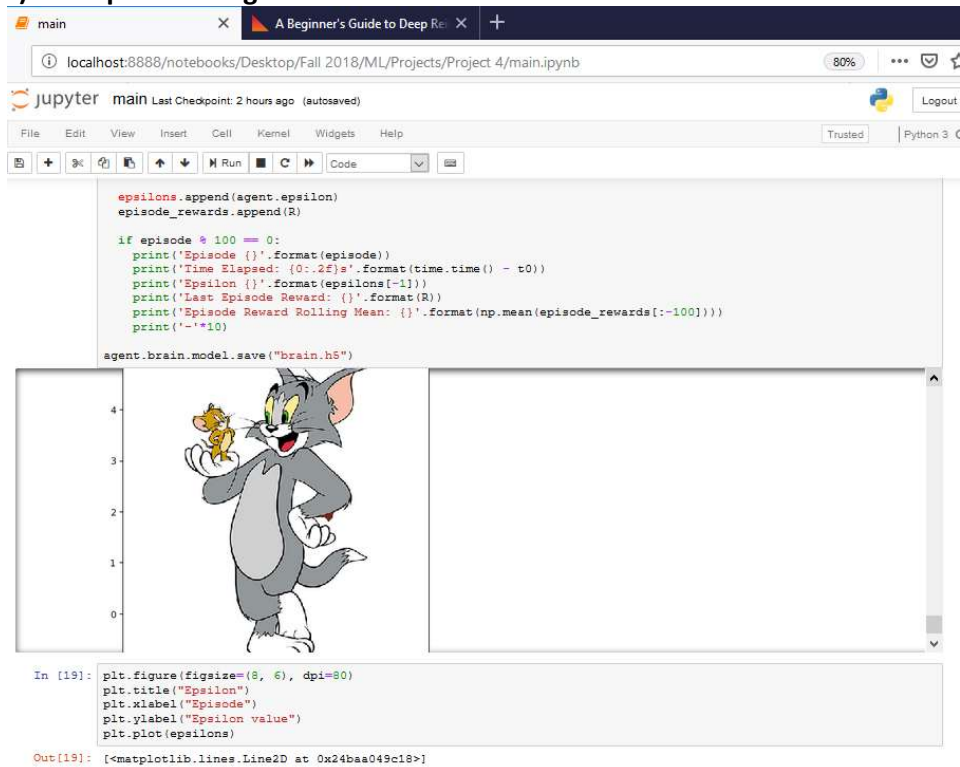 main
A Beginner's Guide to Deep Rei
localhost:8888/notebooks/Desktop/Fall 2018/ML/Projects/Project 4/main.ipynb
80%
jupyter main Last Checkpoint: 2 hours ago (autosaved)
Logout
File Edit View Insert Cell Kernel Widgets Help
Trusted Python 3
Run Code
epsilons.append(agent.epsilon)
episode_rewards.append(R)
if episode % 100 == 0:
print('Episode {}'.format(episode))
print('Time Elapsed: {0:.2f}s'.format(time.time() - t0))
print('Epsilon {}'.format(epsilons[-1]))
print('Last Episode Reward: {}'.format(R))
print('Episode Reward Rolling Mean: {}'.format(np.mean(episode_rewards[:-100])))
print('-'*10)
agent.brain.model.save("brain.h5")
4
3
2
1
0
In [19]: plt.figure(figsize=(8, 6), dpi=80)
plt.title("Epsilon")
plt.xlabel("Episode")
plt.ylabel("Epsilon value")
plt.plot(epsilons)
Out[19]: [<matplotlib.lines.Line2D at 0x24baa049c18>]